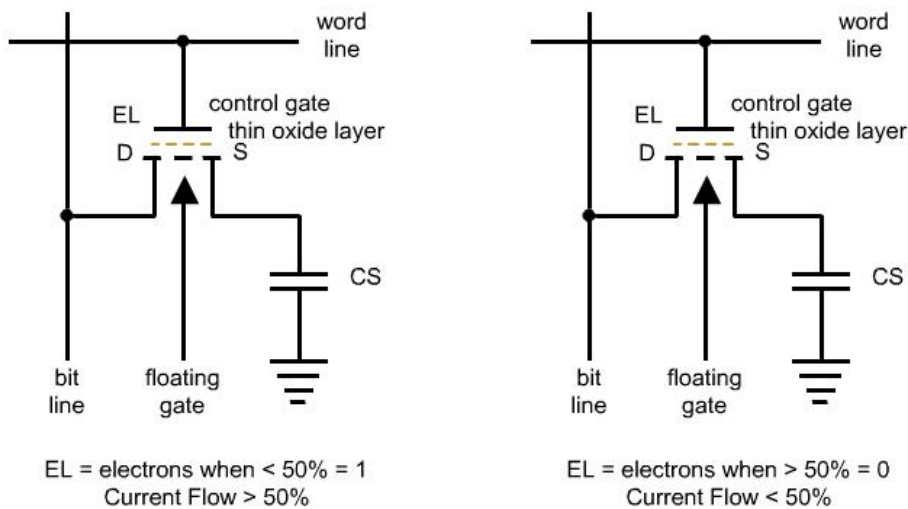 word
line
EL
control gate
thin oxide layer
D
S
CS
bit
line
floating
gate
EL = electrons when < 50% = 1
Current Flow > 50%
word
line
EL
control gate
thin oxide layer
D
S
CS
bit
line
floating
gate
EL = electrons when > 50% = 0
Current Flow < 50%